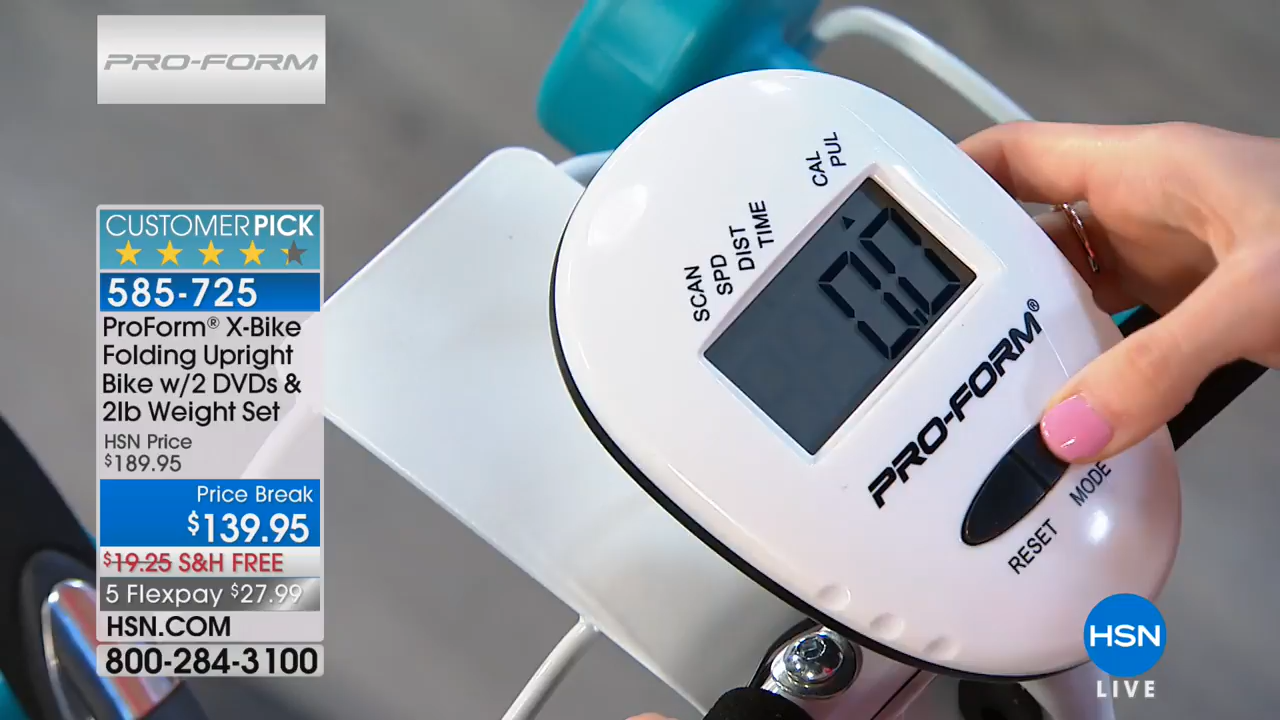 PRO-FORM
CUSTOMER PICK
585-725
ProForm® X-Bike
Folding Upright
Bike w/2 DVDs &
2lb Weight Set
HSN Price
$189.95
Price Break
$139.95
$19.25 S&H FREE
5 Flexpay $27.99
HSN.COM
800-284-3100
SCAN
SPD
DIST
TIME
CAL
PUL
0.0
PRO-FORM®
RESET
MODE
HSN
LIVE